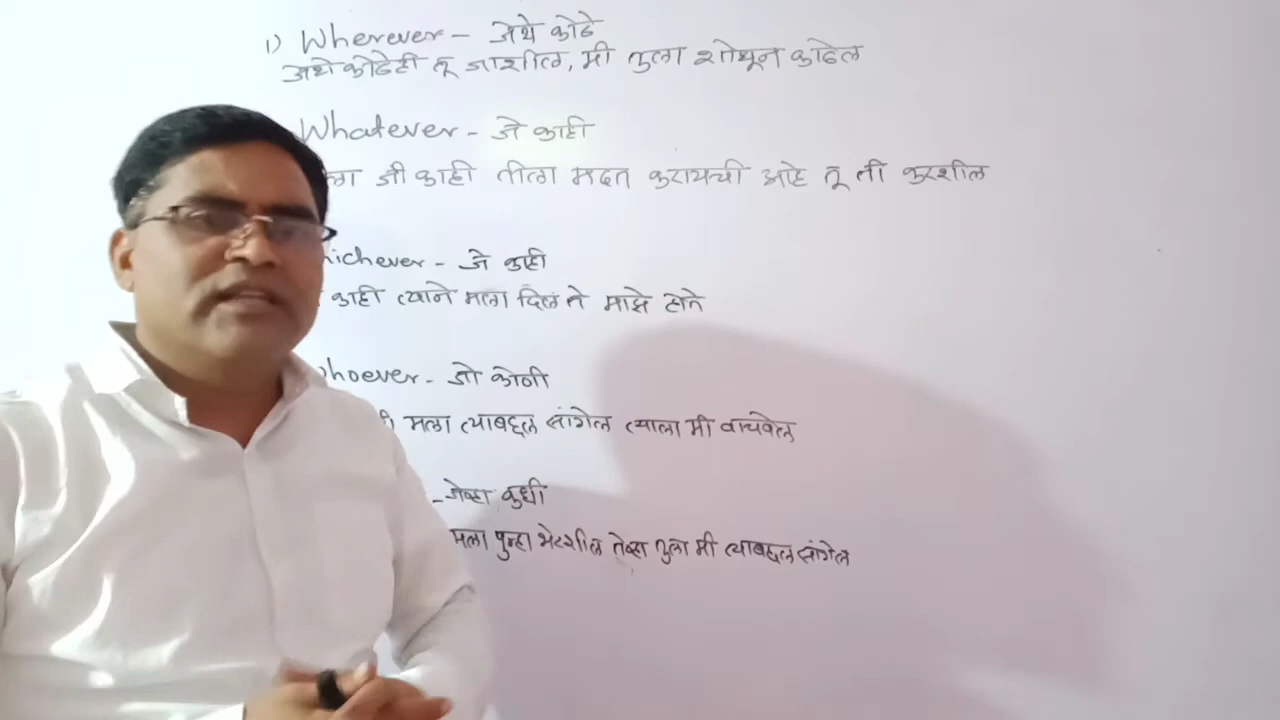 1) Wherever - जेथे कोठे
जेथे कोठेही तू जाशील, मी तुला शोधून काढेल
Whatever - जे काही
ला जी काही तीला मदत करायची आहे तू ती करशील
hichever - जे काही
काही त्याने मला दिलं ते माझे होते
hoever - जो कोणी
मला त्याबद्दल सांगेल त्याला मी वाचवेल
- जेव्हा कधी
मला पुन्हा भेटशील तेव्हा तुला मी त्याबद्दल सांगेल